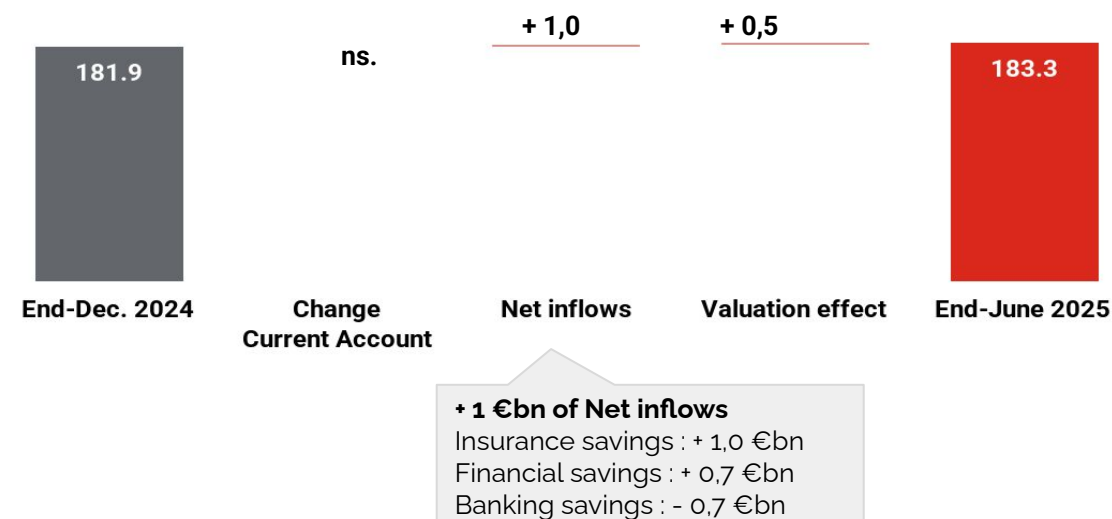 + 1,0
+ 0,5
ns.
181.9
183.3
End-Dec. 2024
Change
Current Account
Net inflows
Valuation effect
End-June 2025
+ 1 €bn of Net inflows
Insurance savings : + 1,0 €bn
Financial savings : + 0,7 €bn
Banking savings : - 0,7 €bn